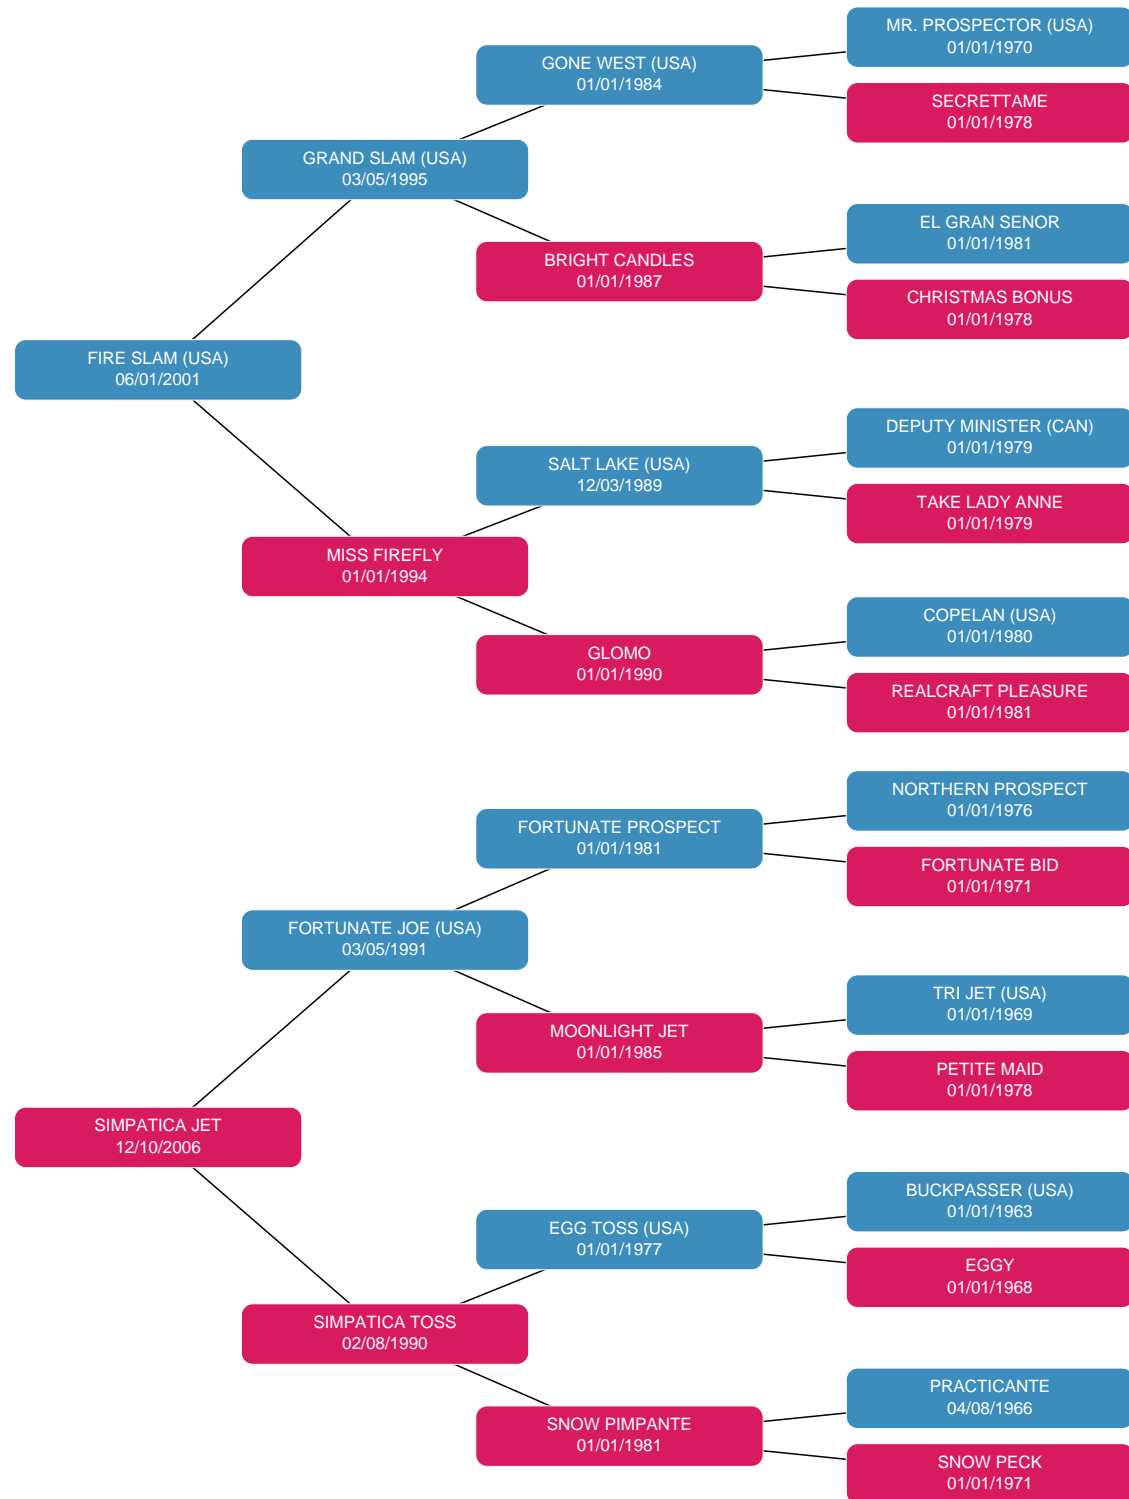 MR. PROSPECTOR (USA)
01/01/1970
GONE WEST (USA)
01/01/1984
SECRETTAME
01/01/1978
GRAND SLAM (USA)
03/05/1995
EL GRAN SENOR
01/01/1981
BRIGHT CANDLES
01/01/1987
CHRISTMAS BONUS
01/01/1978
FIRE SLAM (USA)
06/01/2001
DEPUTY MINISTER (CAN)
01/01/1979
SALT LAKE (USA)
12/03/1989
TAKE LADY ANNE
01/01/1979
MISS FIREFLY
01/01/1994
COPELAN (USA)
01/01/1980
GLOMO
01/01/1990
REALCRAFT PLEASURE
01/01/1981
NORTHERN PROSPECT
01/01/1976
FORTUNATE PROSPECT
01/01/1981
FORTUNATE BID
01/01/1971
FORTUNATE JOE (USA)
03/05/1991
TRI JET (USA)
01/01/1969
MOONLIGHT JET
01/01/1985
PETITE MAID
01/01/1978
SIMPATICA JET
12/10/2006
BUCKPASSER (USA)
01/01/1963
EGG TOSS (USA)
01/01/1977
EGGY
01/01/1968
SIMPATICA TOSS
02/08/1990
PRACTICANTE
04/08/1966
SNOW PIMPANTE
01/01/1981
SNOW PECK
01/01/1971